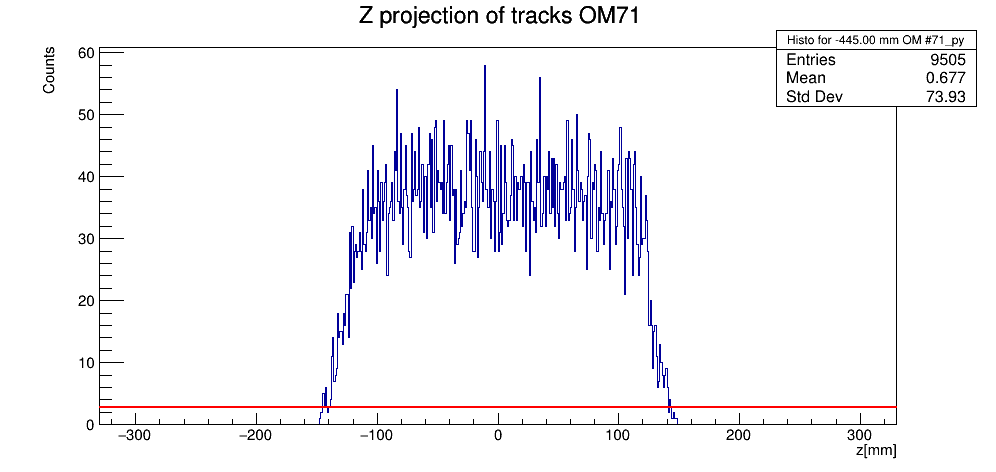 Z projection of tracks OM71
Histo for -445.00 mm OM #71_py
Entries 9505
Mean 0.677
Std Dev 73.93
Counts
60
50
40
30
20
10
0
−300 −200 −100 0 100 200 300
z[mm]